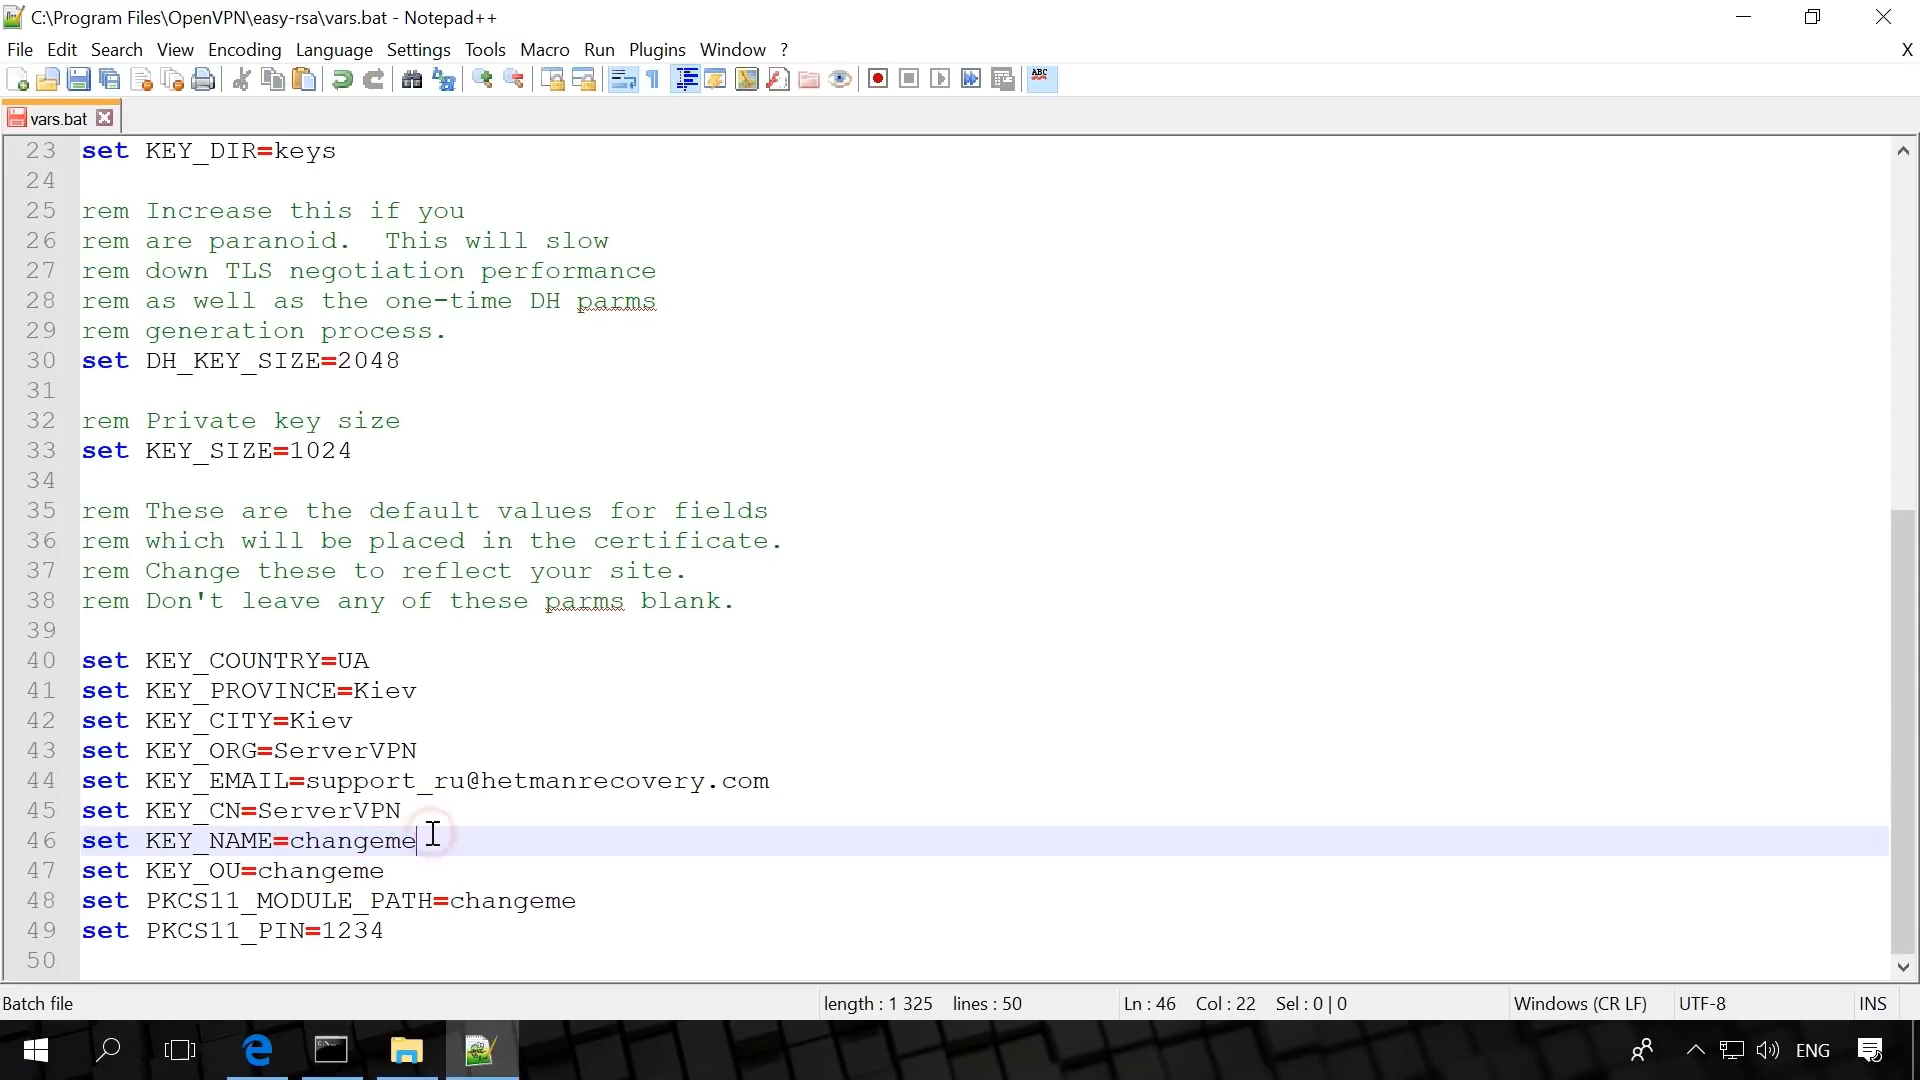 C:\Program Files\OpenVPN\easy-rsa\vars.bat - Notepad++
File Edit Search View Encoding Language Settings Tools Macro Run Plugins Window ? X
ABC
vars.bat
23 set KEY_DIR=keys
24
25 rem Increase this if you
26 rem are paranoid.  This will slow
27 rem down TLS negotiation performance
28 rem as well as the one-time DH parms
29 rem generation process.
30 set DH_KEY_SIZE=2048
31
32 rem Private key size
33 set KEY_SIZE=1024
34
35 rem These are the default values for fields
36 rem which will be placed in the certificate.
37 rem Change these to reflect your site.
38 rem Don't leave any of these parms blank.
39
40 set KEY_COUNTRY=UA
41 set KEY_PROVINCE=Kiev
42 set KEY_CITY=Kiev
43 set KEY_ORG=ServerVPN
44 set KEY_EMAIL=support_ru@hetmanrecovery.com
45 set KEY_CN=ServerVPN
46 set KEY_NAME=changeme
47 set KEY_OU=changeme
48 set PKCS11_MODULE_PATH=changeme
49 set PKCS11_PIN=1234
50
Batch file length : 1 325 lines : 50 Ln : 46 Col : 22 Sel : 0 | 0 Windows (CR LF) UTF-8 INS
ENG